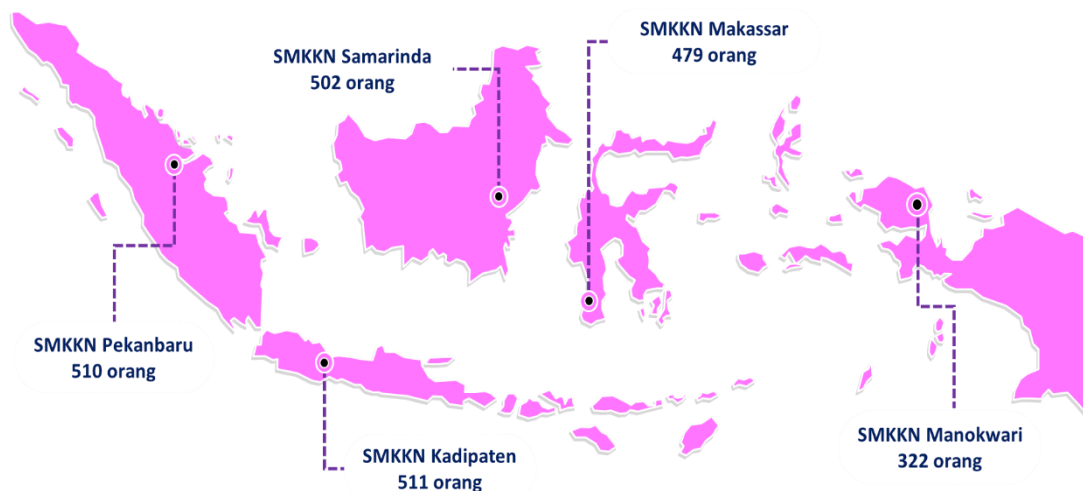 SMKKN Makassar
479 orang
SMKKN Samarinda
502 orang
SMKKN Pekanbaru
510 orang
SMKKN Kadipaten
511 orang
SMKKN Manokwari
322 orang